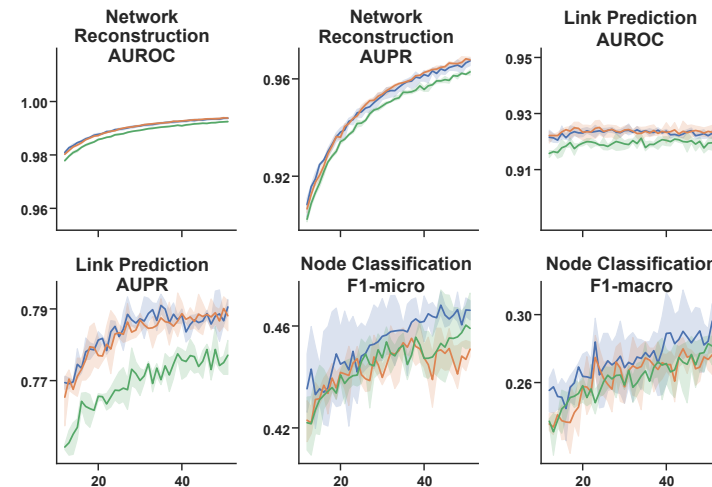 Network
Reconstruction
AUROC
1.00
0.98
0.96
Network
Reconstruction
AUPR
0.96
0.92
Link Prediction
AUROC
0.95
0.93
0.91
Link Prediction
AUPR
0.79
0.77
20 40
Node Classification
F1-micro
0.46
0.42
20 40
Node Classification
F1-macro
0.30
0.26
20 40